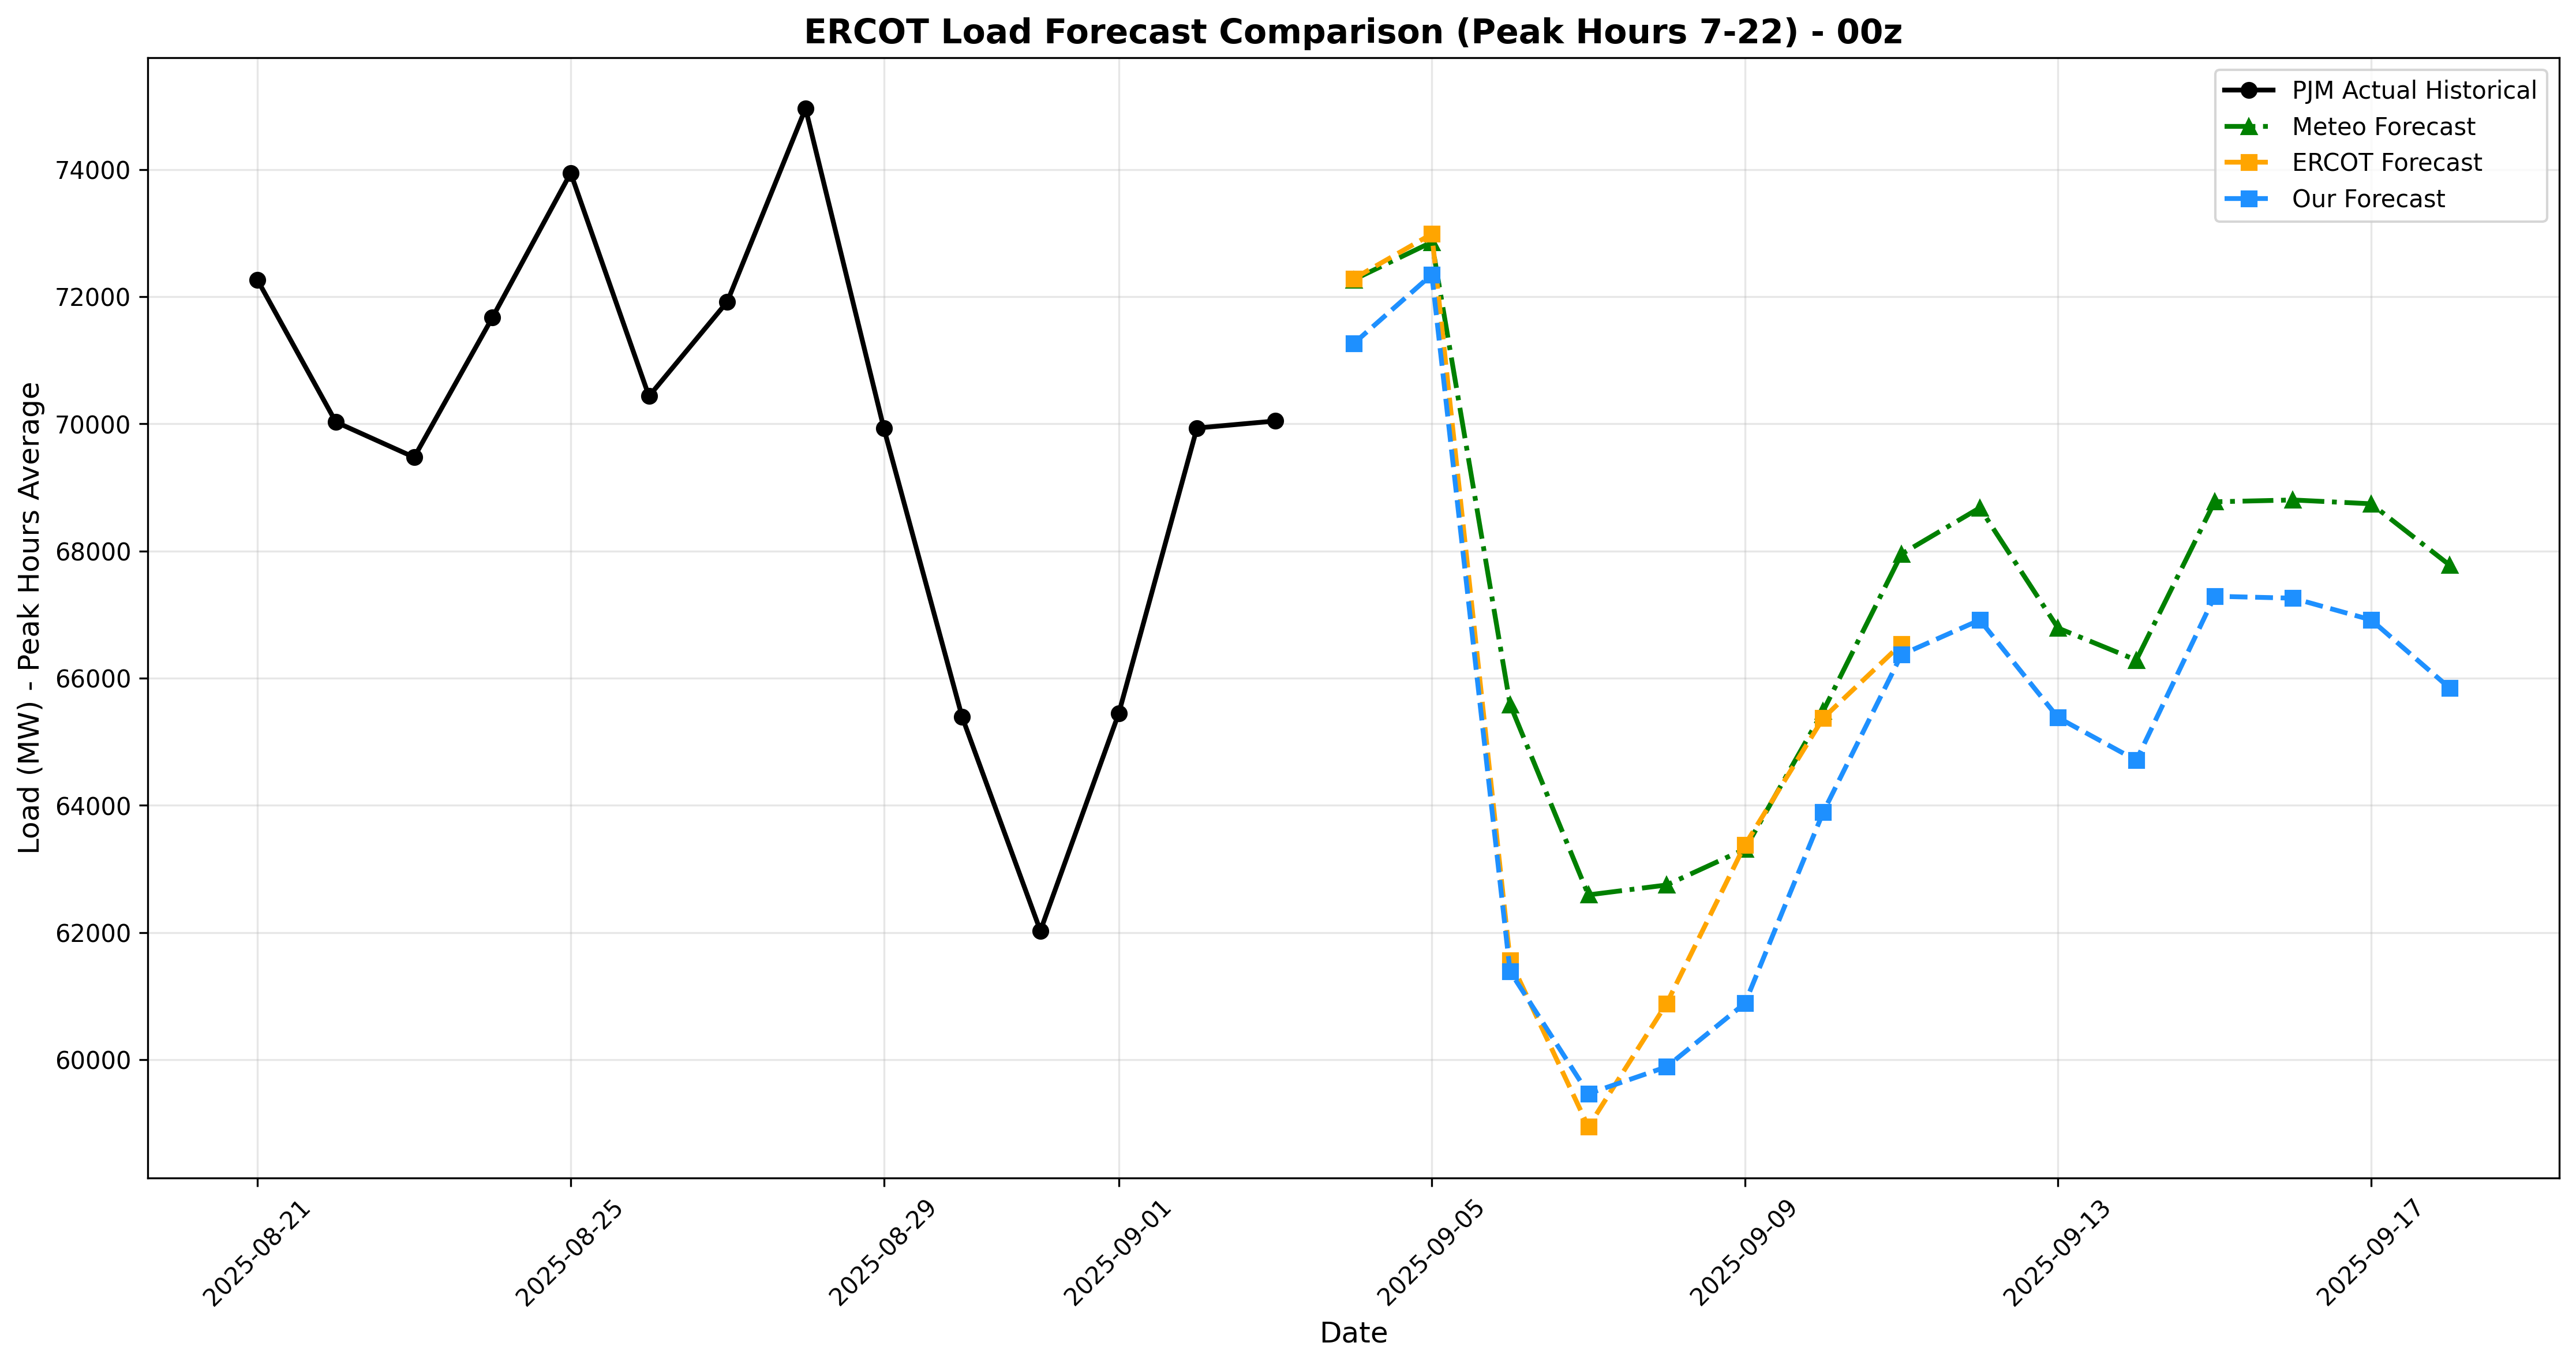 ERCOT Load Forecast Comparison (Peak Hours 7-22) - 00z
PJM Actual Historical
Meteo Forecast
ERCOT Forecast
Our Forecast
Load (MW) - Peak Hours Average
74000
72000
70000
68000
66000
64000
62000
60000
2025-08-21
2025-08-25
2025-08-29
2025-09-01
2025-09-05
2025-09-09
2025-09-13
2025-09-17
Date